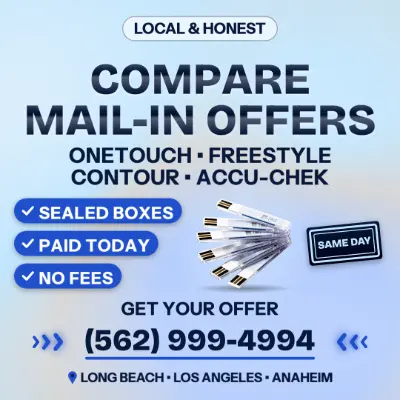 LOCAL & HONEST
COMPARE
MAIL-IN OFFERS
ONETOUCH • FREESTYLE
CONTOUR • ACCU-CHEK
SEALED BOXES
PAID TODAY
NO FEES
SAME DAY
GET YOUR OFFER
(562) 999-4994
LONG BEACH • LOS ANGELES • ANAHEIM